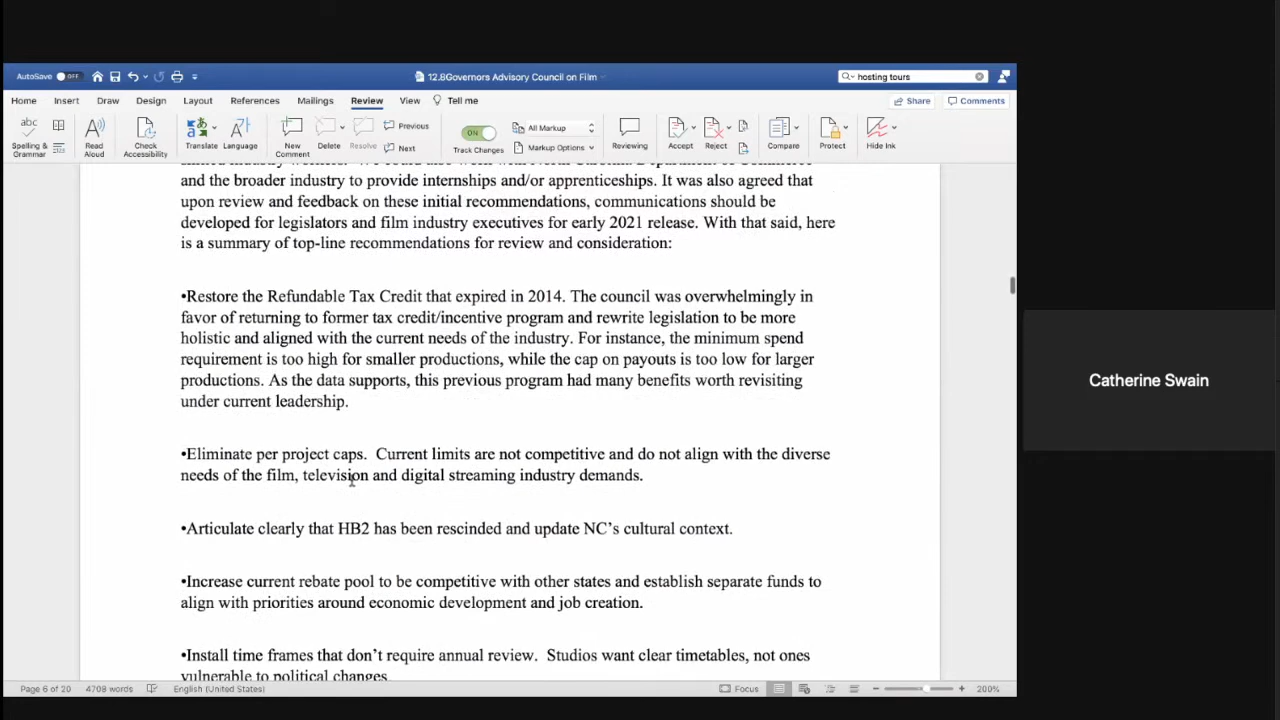 AutoSave OFF
12.8Governors Advisory Council on Film
hosting tours
Home Insert Draw Design Layout References Mailings Review View Tell me
Share Comments
abc
Spelling & Grammar
Read Aloud
Check Accessibility
Translate
Language
New Comment
Delete
Resolve
Previous
Next
ON
Track Changes
All Markup
Markup Options
Reviewing
Accept
Reject
Compare
Protect
Hide Ink
and the broader industry to provide internships and/or apprenticeships. It was also agreed that
upon review and feedback on these initial recommendations, communications should be
developed for legislators and film industry executives for early 2021 release. With that said, here
is a summary of top-line recommendations for review and consideration:
•Restore the Refundable Tax Credit that expired in 2014. The council was overwhelmingly in
favor of returning to former tax credit/incentive program and rewrite legislation to be more
holistic and aligned with the current needs of the industry. For instance, the minimum spend
requirement is too high for smaller productions, while the cap on payouts is too low for larger
productions. As the data supports, this previous program had many benefits worth revisiting
under current leadership.
•Eliminate per project caps.  Current limits are not competitive and do not align with the diverse
needs of the film, television and digital streaming industry demands.
•Articulate clearly that HB2 has been rescinded and update NC’s cultural context.
•Increase current rebate pool to be competitive with other states and establish separate funds to
align with priorities around economic development and job creation.
•Install time frames that don’t require annual review.  Studios want clear timetables, not ones
vulnerable to political changes
Page 6 of 20 4708 words English (United States) Focus 200%
Catherine Swain